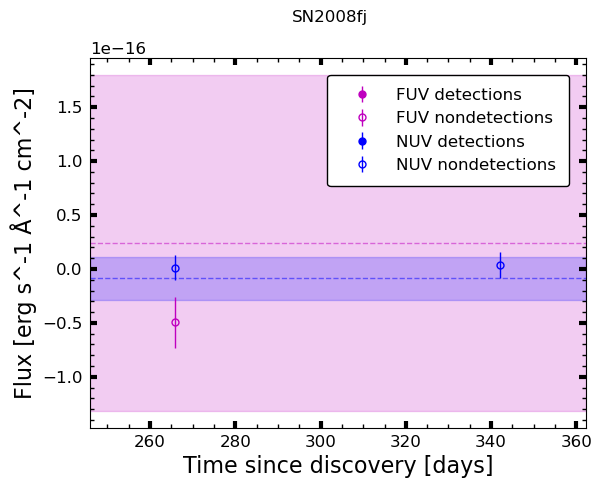 SN2008fj
1e−16
FUV detections
FUV nondetections
NUV detections
NUV nondetections
1.5
1.0
0.5
0.0
−0.5
−1.0
Flux [erg s^-1 Å^-1 cm^-2]
260 280 300 320 340 360
Time since discovery [days]